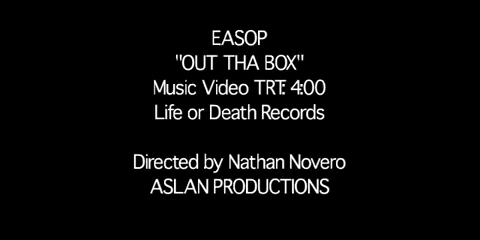 EASOP
"OUT THA BOX"
Music Video TRT: 4:00
Life or Death Records
Directed by Nathan Novero
ASLAN PRODUCTIONS